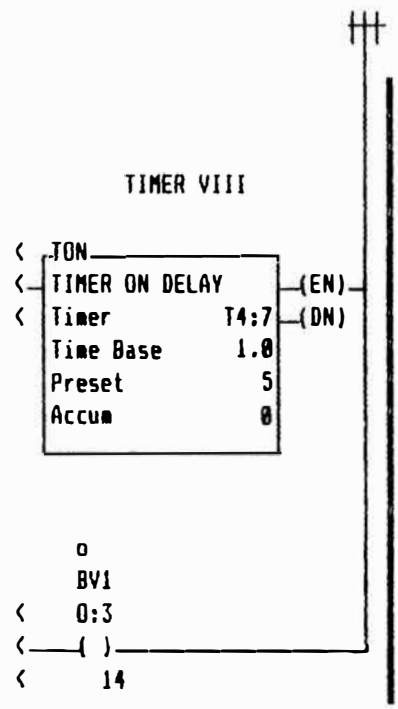 TIMER VIII
< TON
< TIMER ON DELAY (EN)
< Timer T4:7 (DN)
Time Base 1.0
Preset 5
Accum 0
o
BV1
< O:3
< ( )
< 14